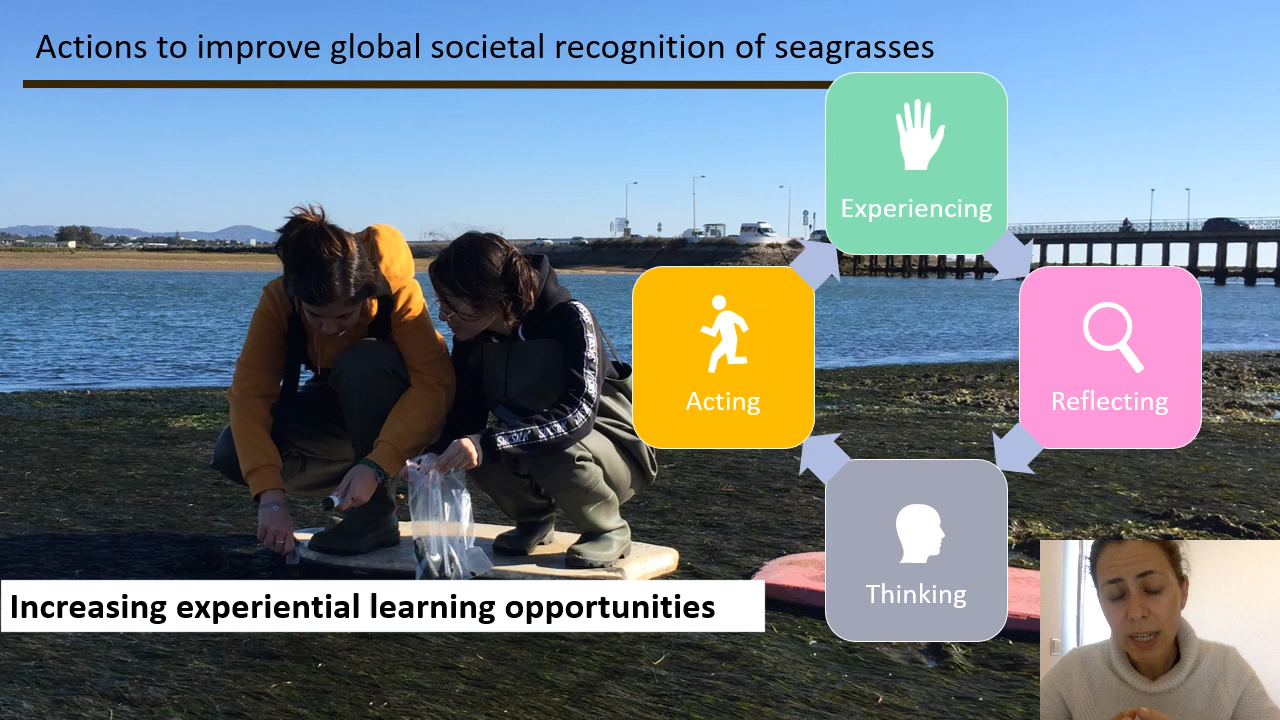 Actions to improve global societal recognition of seagrasses
Experiencing
Acting
Reflecting
Thinking
Increasing experiential learning opportunities